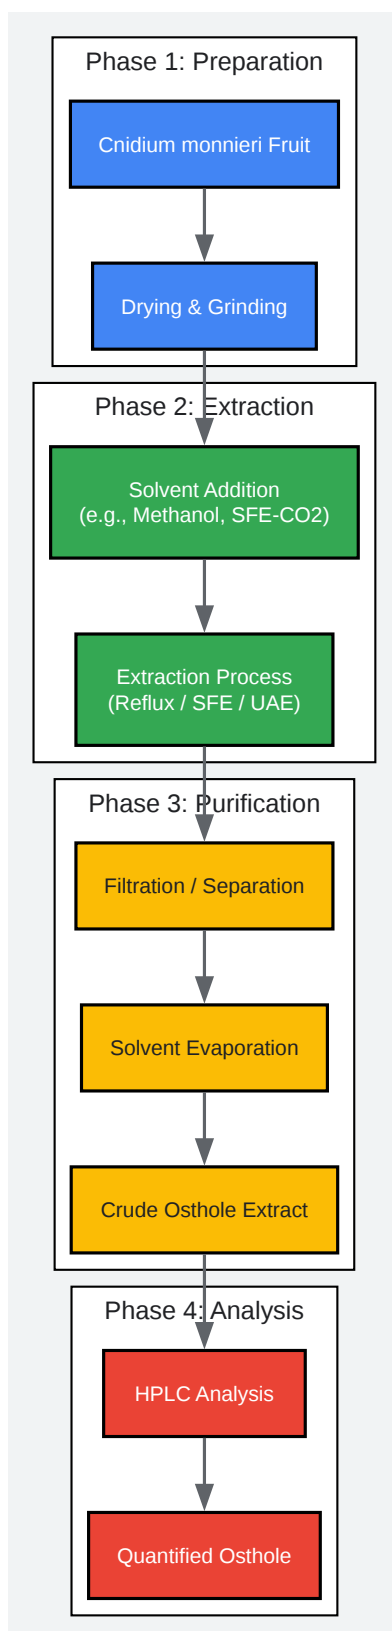 Phase 1: Preparation
Cnidium monnieri Fruit
Drying & Grinding
Phase 2: Extraction
Solvent Addition
(e.g., Methanol, SFE-CO2)
Extraction Process
(Reflux / SFE / UAE)
Phase 3: Purification
Filtration / Separation
Solvent Evaporation
Crude Osthole Extract
Phase 4: Analysis
HPLC Analysis
Quantified Osthole